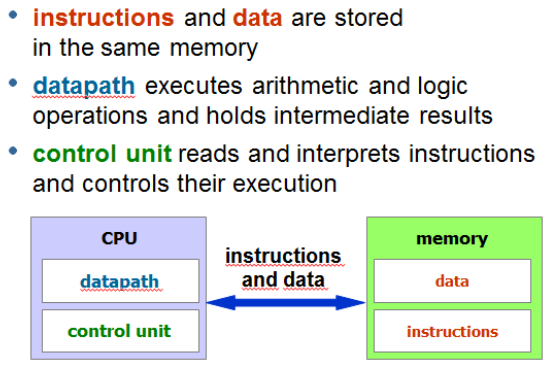 • instructions and data are stored
in the same memory
• datapath executes arithmetic and logic
operations and holds intermediate results
• control unit reads and interprets instructions
and controls their execution
CPU
datapath
control unit
instructions
and data
memory
data
instructions